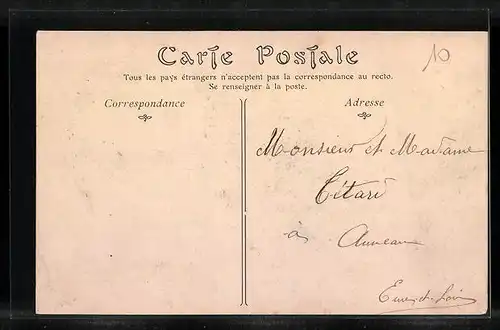 Carte Postale
10
Tous les pays étrangers n'acceptent pas la correspondance au recto.
Se renseigner à la poste.
Correspondance
Adresse
Monsieur et Madame
Tétard
à Auneau
Eure-et-Loir